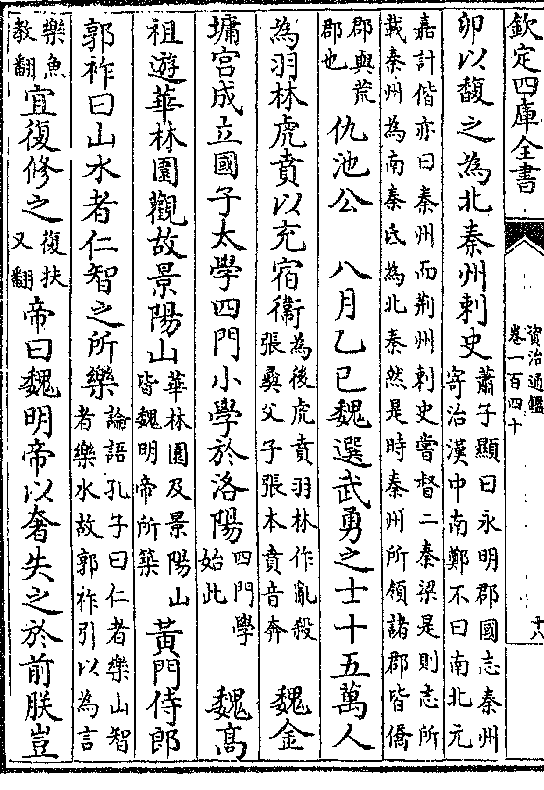 欽定四庫全書
資治通鑑
卷一百四十
十八
卯以馥之為北秦州刺史蕭子顯曰永明郡國志秦州寄治漢中南鄭不曰南北元
嘉計偕亦曰秦州而荆州刺史嘗督二秦梁是則志所載秦州為南秦氐為北秦然是時秦州所領諸郡皆僑
郡與荒郡也仇池公 八月乙巳魏選武勇之士十五萬人
為羽林虎賁以充宿衞為後虎賁羽林作亂殺張彞父子張本賁音奔 魏金
墉宫成立國子太學四門小學於洛陽四門學始此 魏髙
祖遊華林園觀故景陽山華林園及景陽山皆魏明帝所築黃門侍郎
郭祚曰山水者仁智之所樂論語孔子曰仁者樂山智者樂水故郭祚引以為言
樂魚教翻宜復修之復扶又翻帝曰魏明帝以奢失之於前朕豈